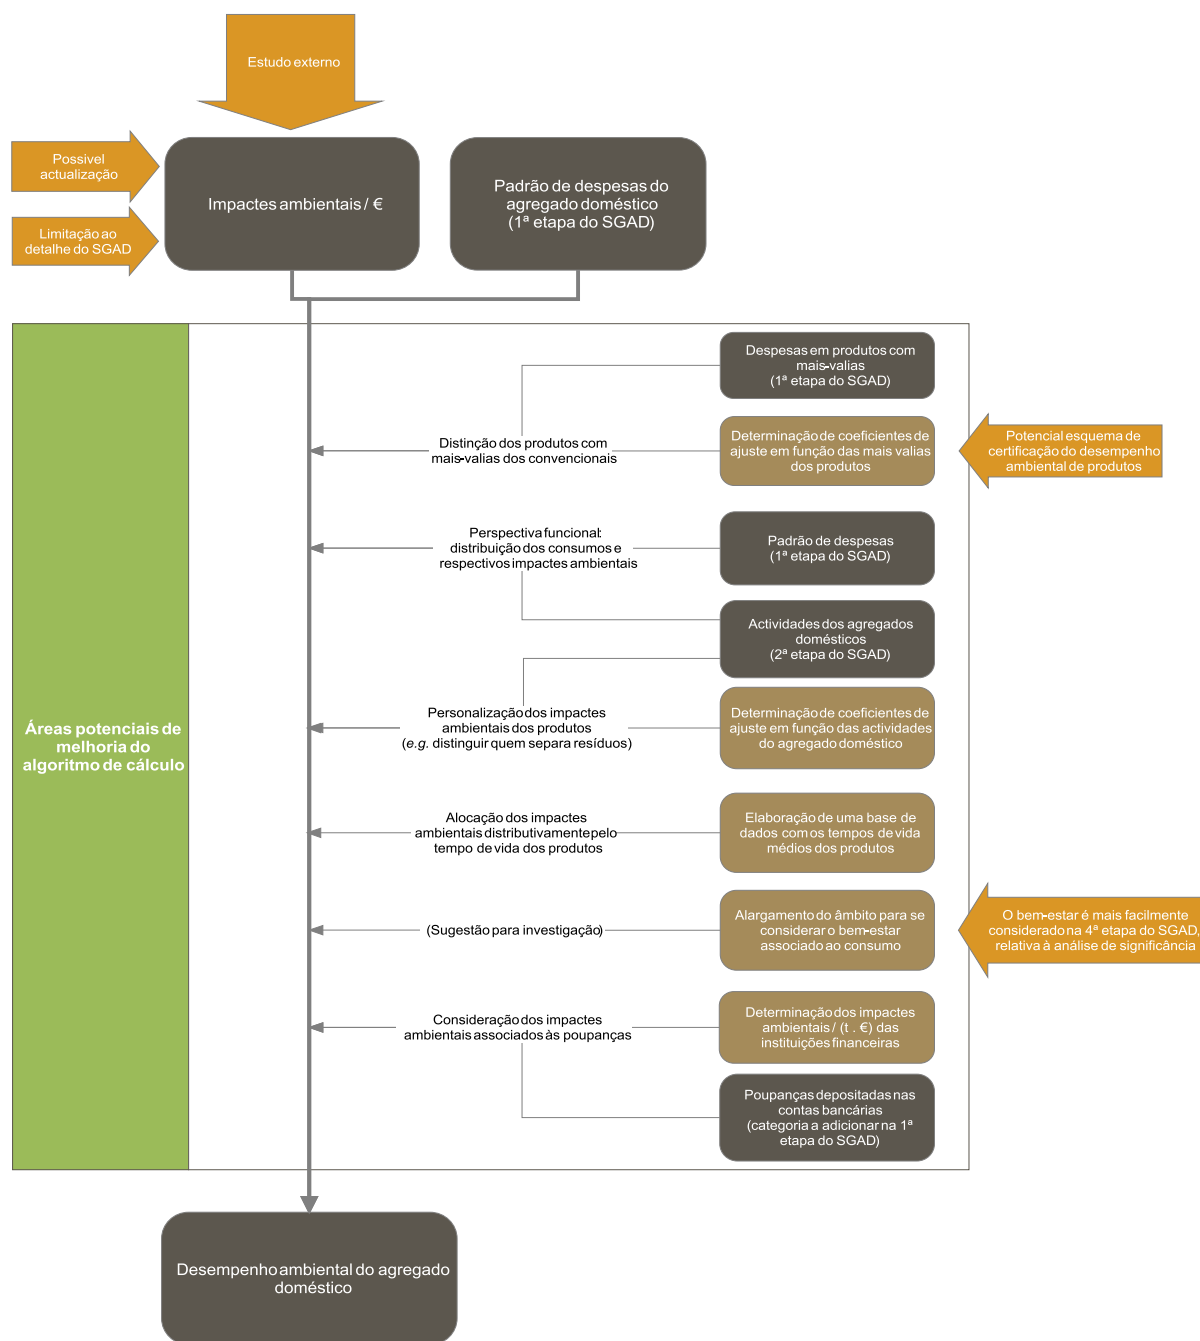 Estudo externo
Possivel
actualização
Limitação ao
detalhe do SGAD
Impactes ambientais / €
Padrão de despesas do
agregado doméstico
(1ª etapa do SGAD)
Áreas potenciais de
melhoria do
algoritmo de cálculo
Despesas em produtos com
mais-valias
(1ª etapa do SGAD)
Distinção dos produtos com
mais-valias dos convencionais
Determinação de coeficientes de
ajuste em função das mais valias
dos produtos
Potencial esquema de
certificação do desempenho
ambiental de produtos
Perspectiva funcional:
distribuição dos consumos e
respectivos impactes ambientais
Padrão de despesas
(1ª etapa do SGAD)
Actividades dos agregados
domésticos
(2ª etapa do SGAD)
Personalização dos impactes
ambientais dos produtos
(e.g. distinguir quem separa resíduos)
Determinação de coeficientes de
ajuste em função das actividades
do agregado doméstico
Alocação dos impactes
ambientais distributivamente pelo
tempo de vida dos produtos
Elaboração de uma base de
dados com os tempos de vida
médios dos produtos
(Sugestão para investigação)
Alargamento do âmbito para se
considerar o bem-estar
associado ao consumo
O bem-estar é mais facilmente
considerado na 4ª etapa do SGAD,
relativa à análise de significância
Consideração dos impactes
ambientais associados às poupanças
Determinação dos impactes
ambientais / (t . €) das
instituições financeiras
Poupanças depositadas nas
contas bancárias
(categoria a adicionar na 1ª
etapa do SGAD)
Desempenho ambiental do agregado
doméstico